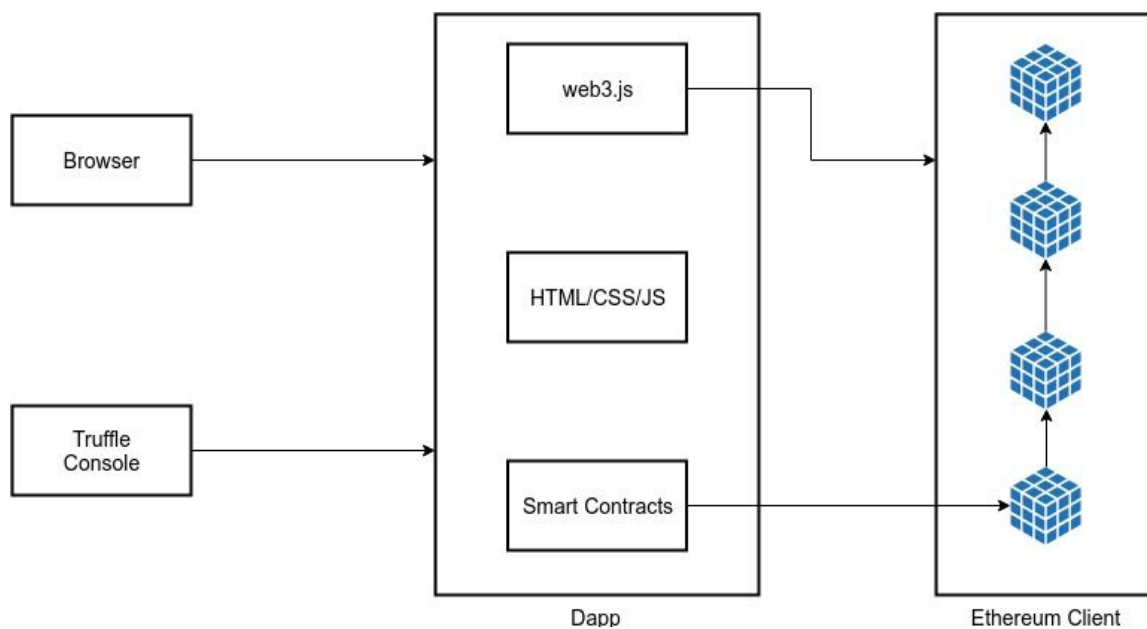 web3.js
Browser
HTML/CSS/JS
Truffle
Console
Smart Contracts
Dapp
Ethereum Client